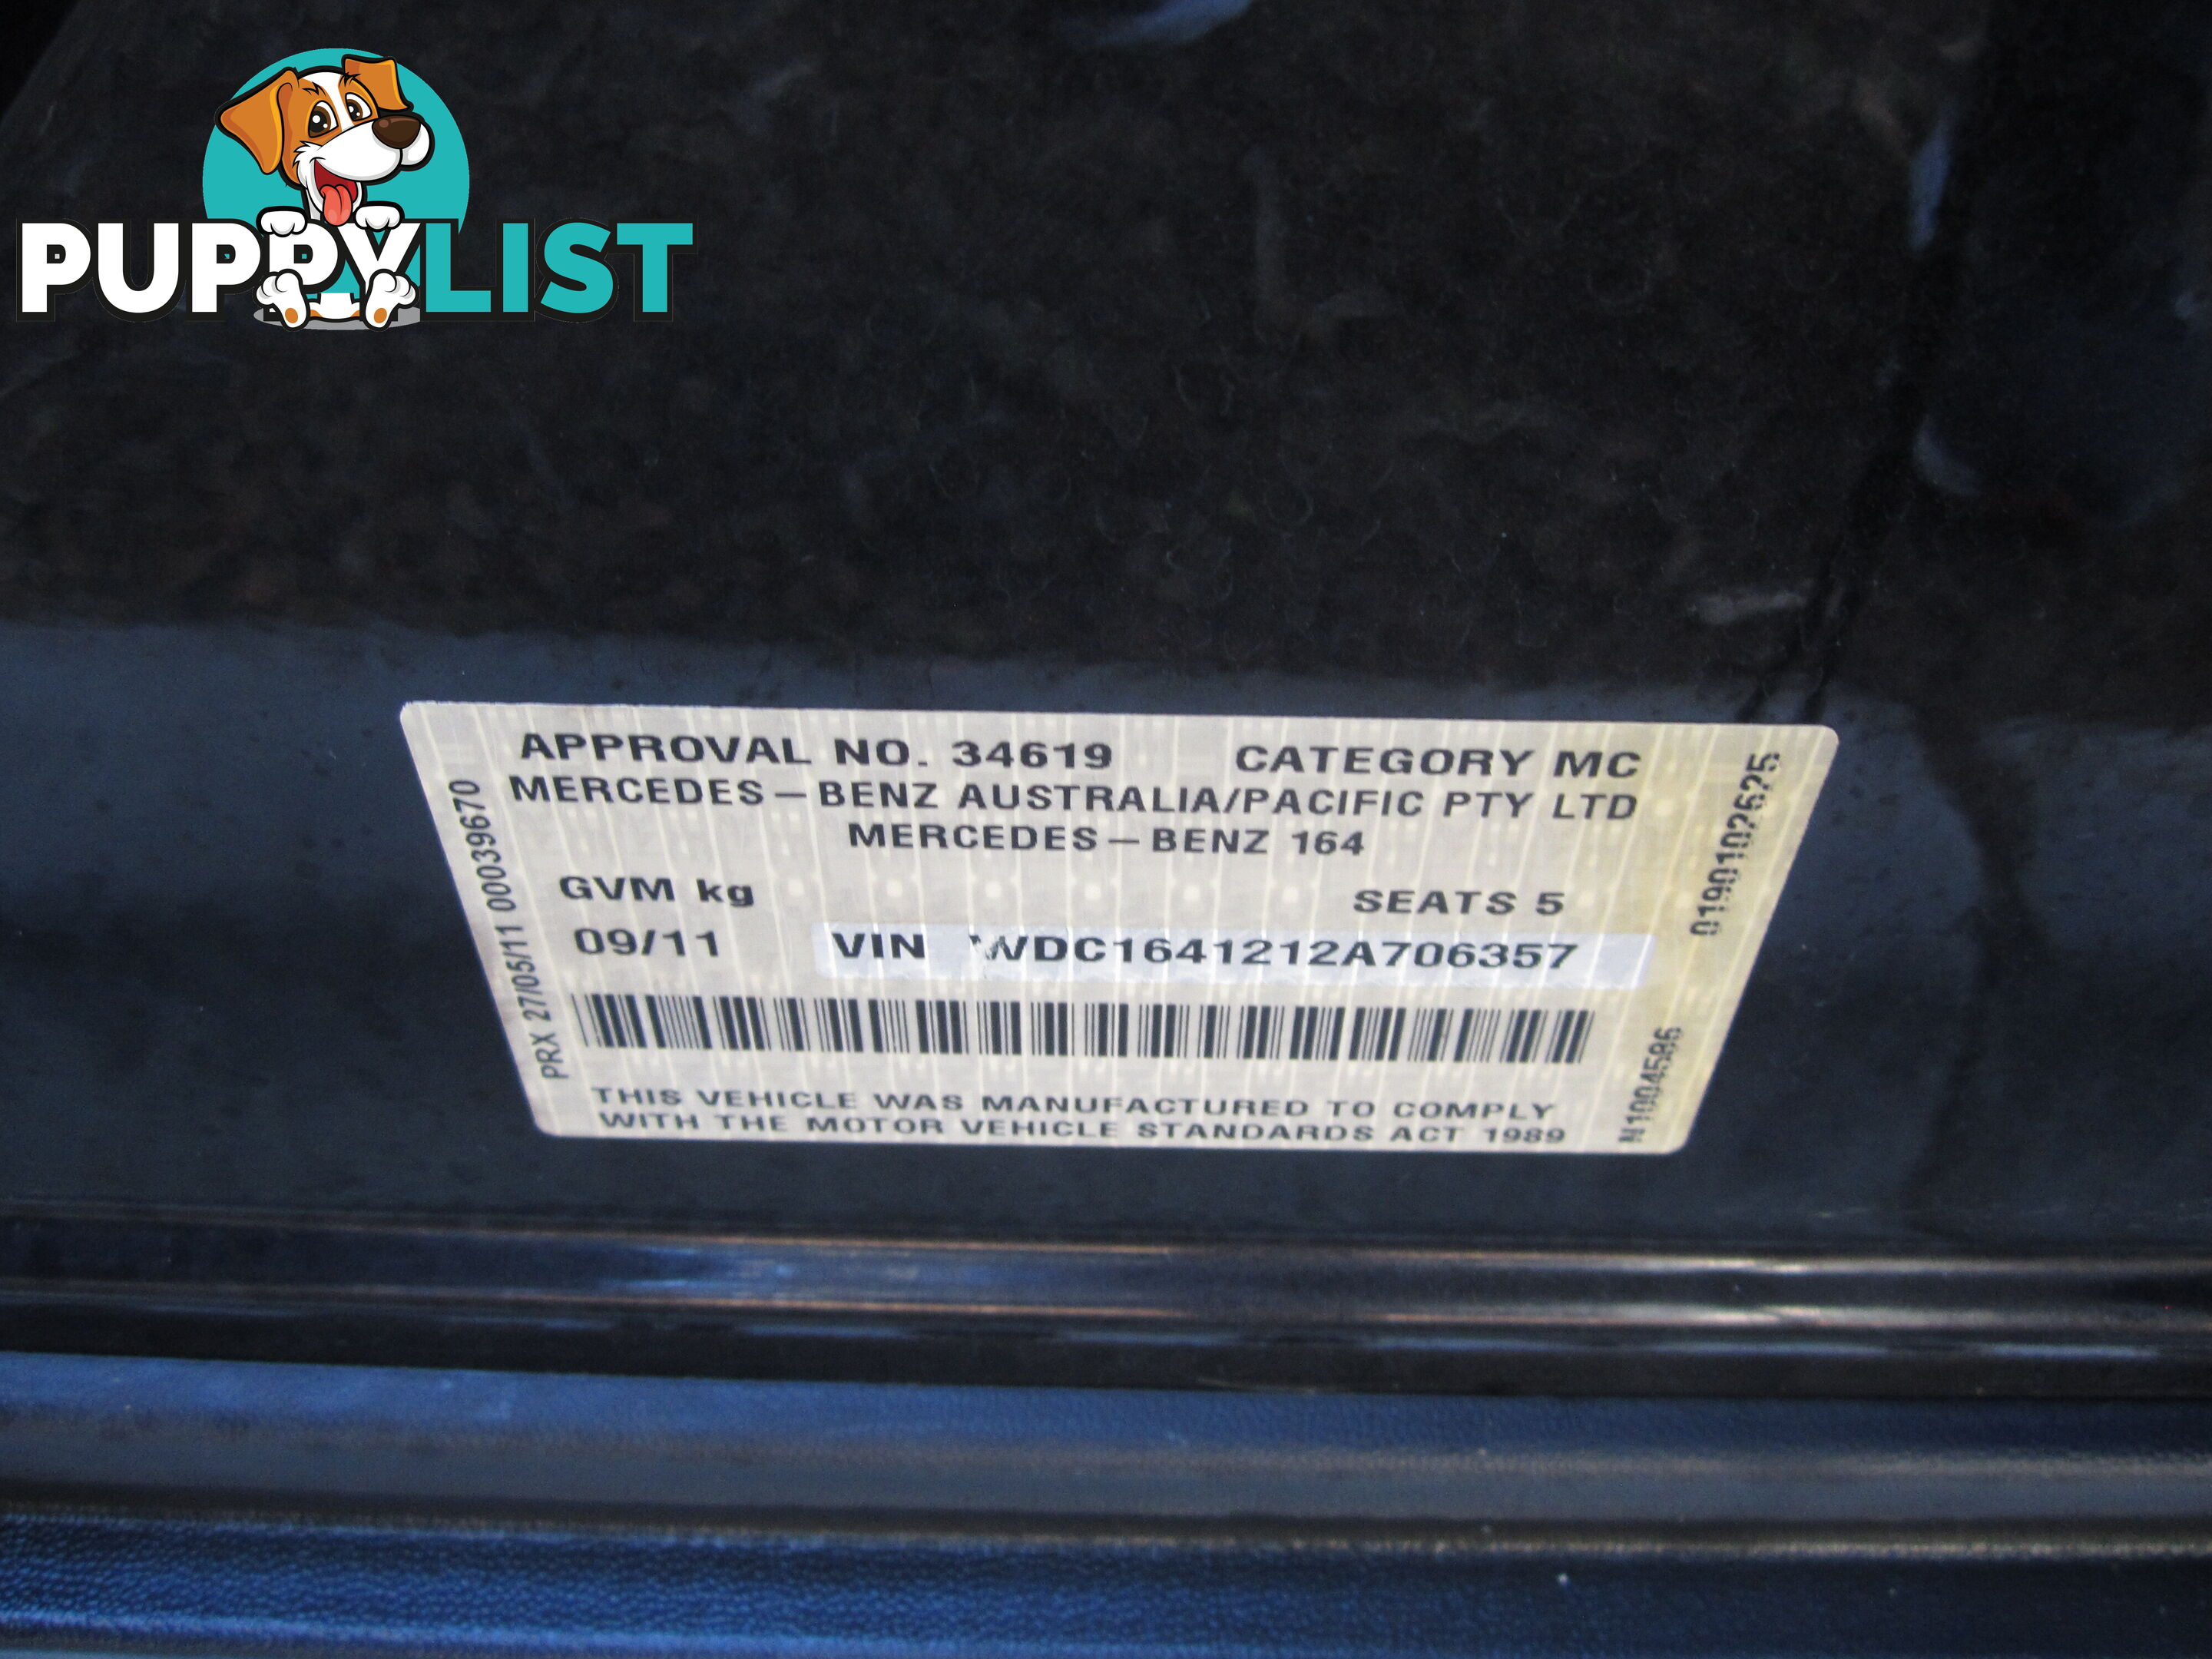 PUPPYLIST
APPROVAL NO. 34619 CATEGORY MC
MERCEDES-BENZ AUSTRALIA/PACIFIC PTY LTD
MERCEDES-BENZ 164
GVM kg SEATS 5
09/11 VIN WDC1641212A706357
THIS VEHICLE WAS MANUFACTURED TO COMPLY
WITH THE MOTOR VEHICLE STANDARDS ACT 1989
PRX 27/05/11 00039670
0190102625
N1004586